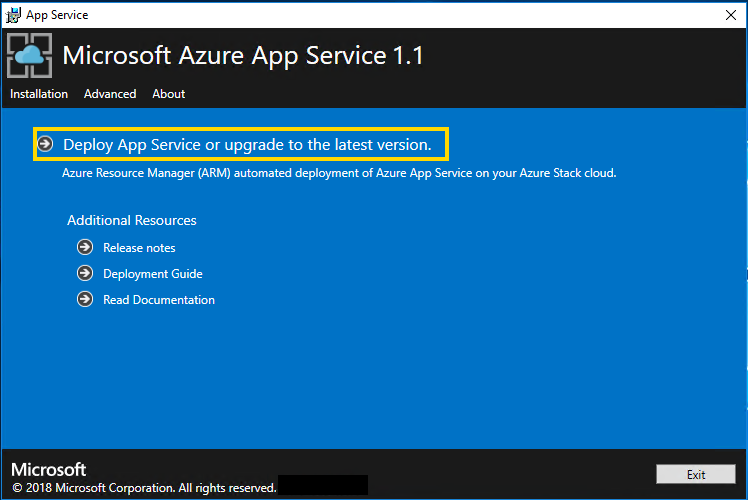 App Service
Microsoft Azure App Service 1.1
Installation Advanced About
Deploy App Service or upgrade to the latest version.
Azure Resource Manager (ARM) automated deployment of Azure App Service on your Azure Stack cloud.
Additional Resources
Release notes
Deployment Guide
Read Documentation
Microsoft
© 2018 Microsoft Corporation. All rights reserved.
Exit